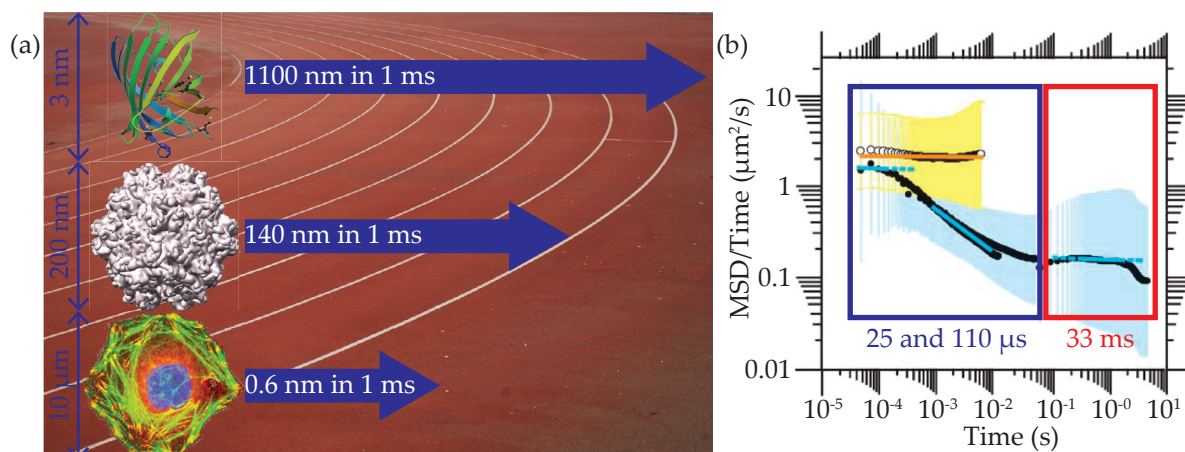 (a)
3 nm
1100 nm in 1 ms
200 nm
140 nm in 1 ms
10 µm
0.6 nm in 1 ms
(b)
MSD/Time (µm²/s)
10
1
0.1
0.01
25 and 110 µs
33 ms
10⁻⁵ 10⁻⁴ 10⁻³ 10⁻² 10⁻¹ 10⁻⁰ 10¹
Time (s)